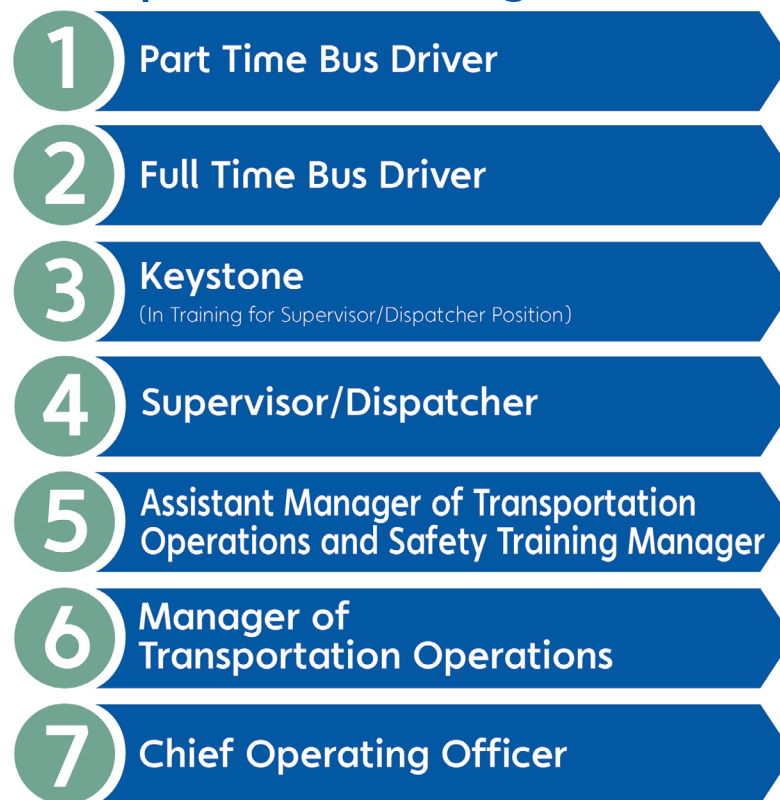 1 Part Time Bus Driver
2 Full Time Bus Driver
3 Keystone
(In Training for Supervisor/Dispatcher Position)
4 Supervisor/Dispatcher
5 Assistant Manager of Transportation
Operations and Safety Training Manager
6 Manager of
Transportation Operations
7 Chief Operating Officer